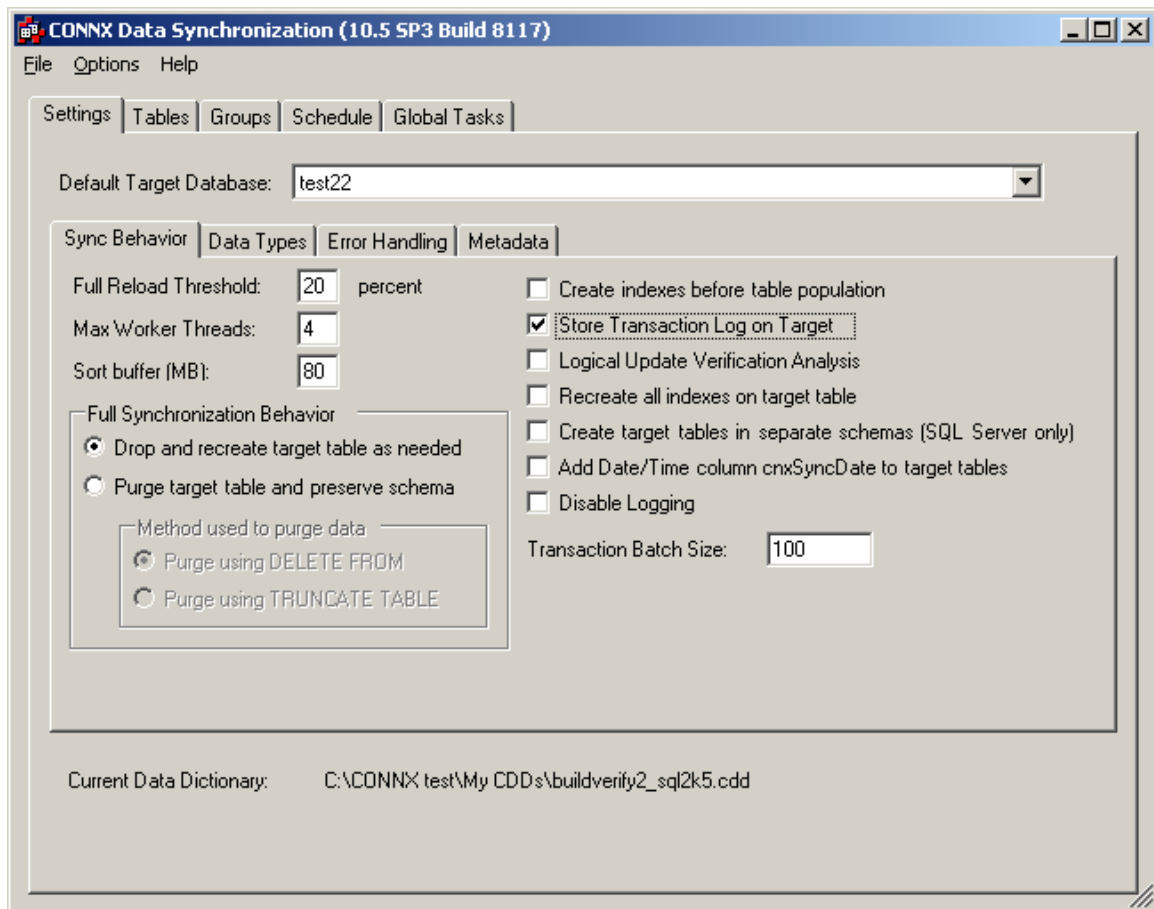 CONNX Data Synchronization (10.5 SP3 Build 8117)
File Options Help
Settings Tables Groups Schedule Global Tasks
Default Target Database: test22
Sync Behavior Data Types Error Handling Metadata
Full Reload Threshold: 20 percent
Max Worker Threads: 4
Sort buffer (MB): 80
Full Synchronization Behavior
Drop and recreate target table as needed
Purge target table and preserve schema
Method used to purge data
Purge using DELETE FROM
Purge using TRUNCATE TABLE
Create indexes before table population
Store Transaction Log on Target
Logical Update Verification Analysis
Recreate all indexes on target table
Create target tables in separate schemas (SQL Server only)
Add Date/Time column cnxSyncDate to target tables
Disable Logging
Transaction Batch Size: 100
Current Data Dictionary: C:\CONNX test\My CDDs\buildverify2_sql2k5.cdd